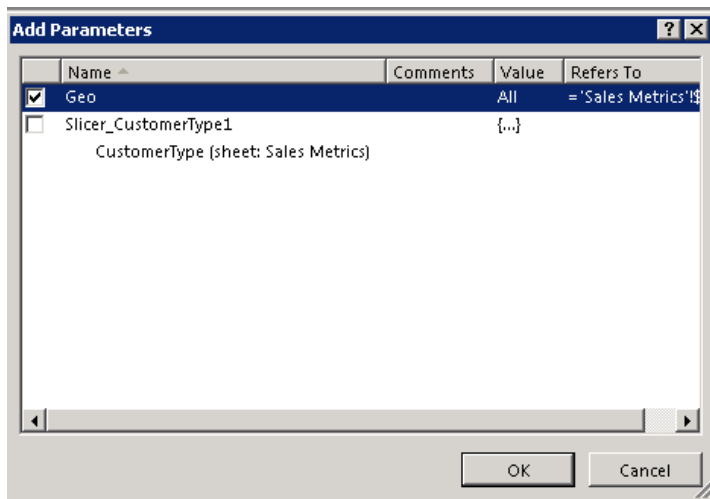 Add Parameters
Name Comments Value Refers To
Geo All ='Sales Metrics'!$
Slicer_CustomerType1 {...}
CustomerType (sheet: Sales Metrics)
OK Cancel